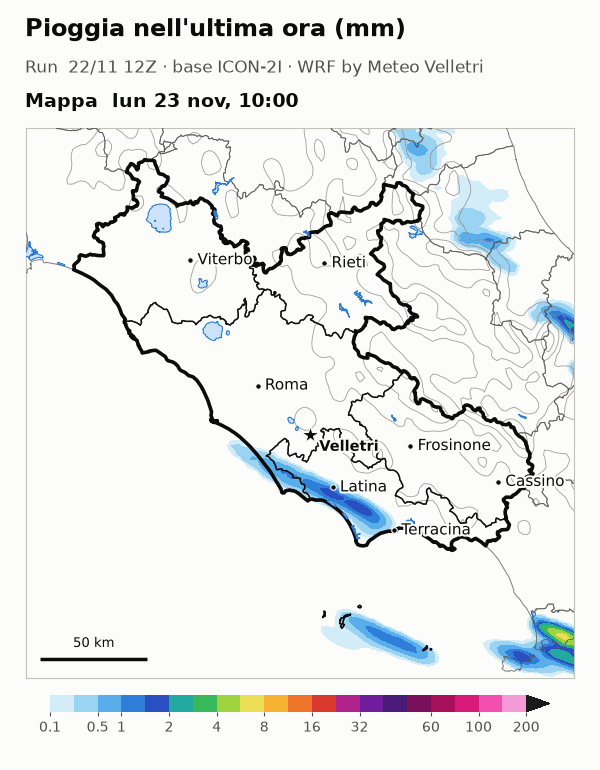 Pioggia nell'ultima ora (mm)
Run  22/11 12Z · base ICON-2I · WRF by Meteo Velletri
Mappa  lun 23 nov, 10:00
Viterbo
Rieti
Roma
Velletri
Frosinone
Cassino
Latina
Terracina
50 km
0.1 0.5 1 2 4 8 16 32 60 100 200